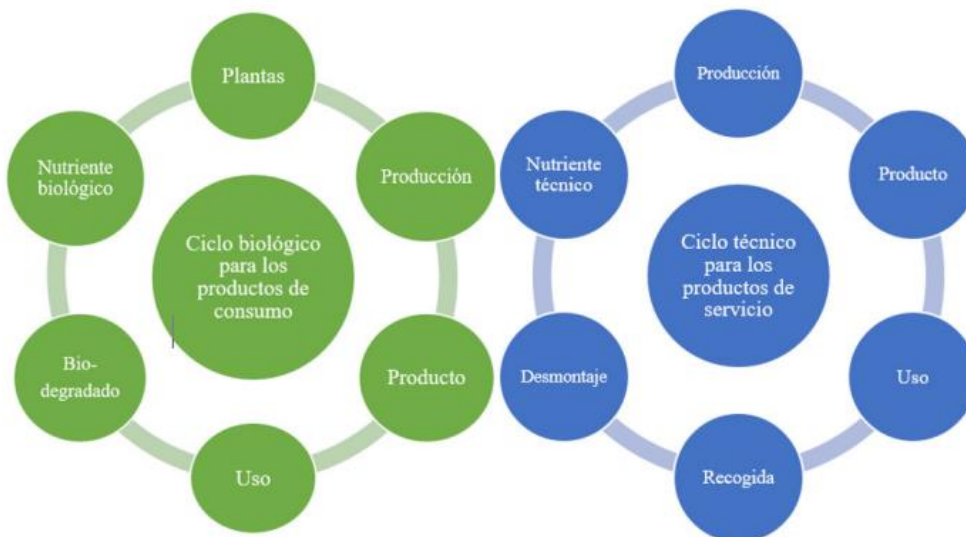 Plantas
Producción
Producto
Uso
Bio-
degradado
Nutriente
biológico
Ciclo biológico
para los
productos de
consumo
Producción
Producto
Uso
Recogida
Desmontaje
Nutriente
técnico
Ciclo técnico
para los
productos de
servicio